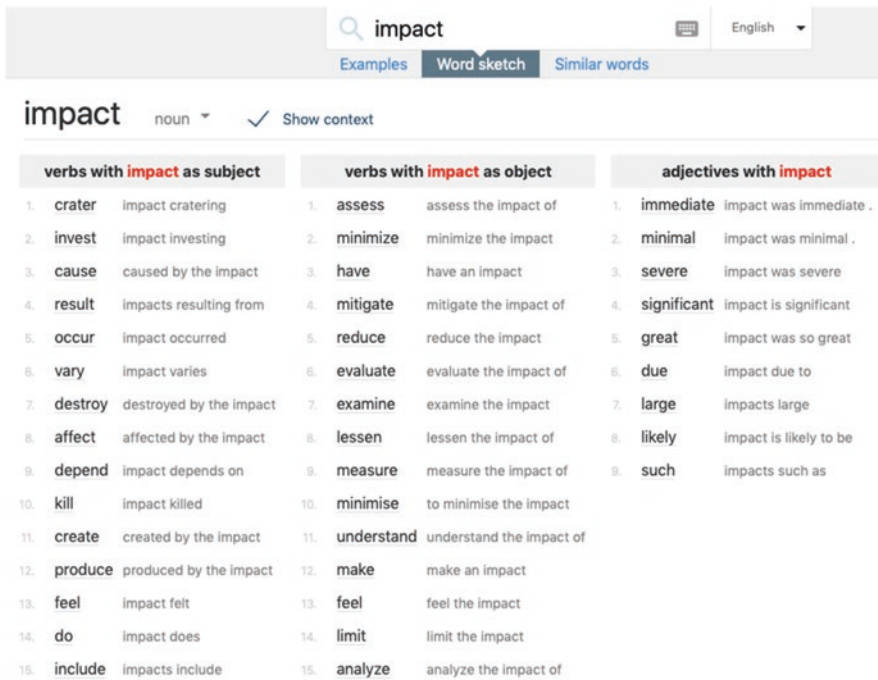 impact English
Examples Word sketch Similar words
impact noun Show context
verbs with impact as subject
1. crater impact cratering
2. invest impact investing
3. cause caused by the impact
4. result impacts resulting from
5. occur impact occurred
6. vary impact varies
7. destroy destroyed by the impact
8. affect affected by the impact
9. depend impact depends on
10. kill impact killed
11. create created by the impact
12. produce produced by the impact
13. feel impact felt
14. do impact does
15. include impacts include
verbs with impact as object
1. assess assess the impact of
2. minimize minimize the impact
3. have have an impact
4. mitigate mitigate the impact of
5. reduce reduce the impact
6. evaluate evaluate the impact of
7. examine examine the impact
8. lessen lessen the impact of
9. measure measure the impact of
10. minimise to minimise the impact
11. understand understand the impact of
12. make make an impact
13. feel feel the impact
14. limit limit the impact
15. analyze analyze the impact of
adjectives with impact
1. immediate impact was immediate .
2. minimal impact was minimal .
3. severe impact was severe
4. significant impact is significant
5. great impact was so great
6. due impact due to
7. large impacts large
8. likely impact is likely to be
9. such impacts such as